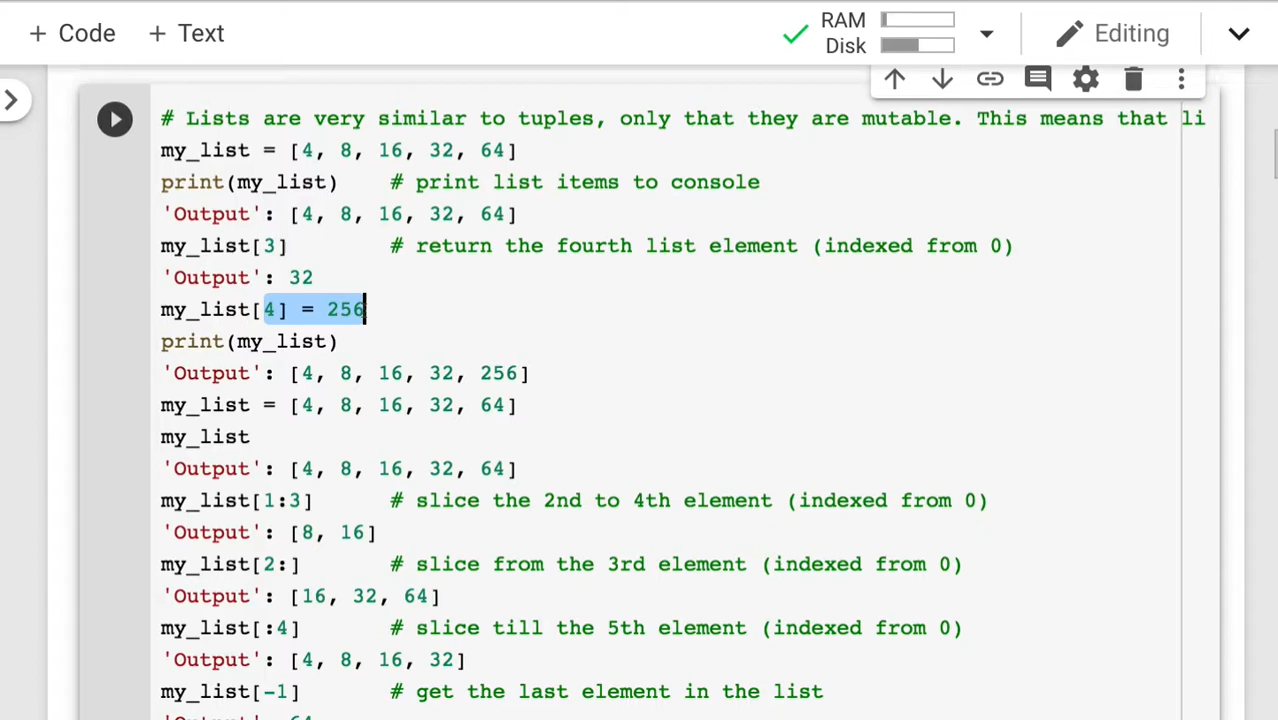 + Code + Text
RAM
Disk
Editing
# Lists are very similar to tuples, only that they are mutable. This means that li
my_list = [4, 8, 16, 32, 64]
print(my_list)    # print list items to console
'Output': [4, 8, 16, 32, 64]
my_list[3]        # return the fourth list element (indexed from 0)
'Output': 32
my_list[4] = 256
print(my_list)
'Output': [4, 8, 16, 32, 256]
my_list = [4, 8, 16, 32, 64]
my_list
'Output': [4, 8, 16, 32, 64]
my_list[1:3]      # slice the 2nd to 4th element (indexed from 0)
'Output': [8, 16]
my_list[2:]       # slice from the 3rd element (indexed from 0)
'Output': [16, 32, 64]
my_list[:4]       # slice till the 5th element (indexed from 0)
'Output': [4, 8, 16, 32]
my_list[-1]       # get the last element in the list
'Output': 64